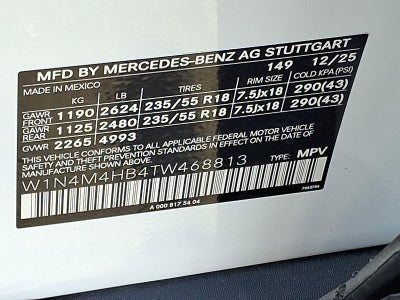 MFD BY MERCEDES-BENZ AG STUTTGART
MADE IN MEXICO 149 12/25
KG LB RIM SIZE COLD KPA (PSI)
GAWR FRONT 1190 2624 235/55 R18 7.5Jx18 290(43)
GAWR REAR 1125 2480 235/55 R18 7.5Jx18 290(43)
GVWR 2265 4993
THIS VEHICLE CONFORMS TO ALL APPLICABLE FEDERAL MOTOR VEHICLE
SAFETY AND THEFT PREVENTION STANDARDS IN EFFECT ON THE DATE OF
MANUFACTURE SHOWN ABOVE.
W1N4M4HB4TW468813
TYPE: MPV
A 000 817 54 04